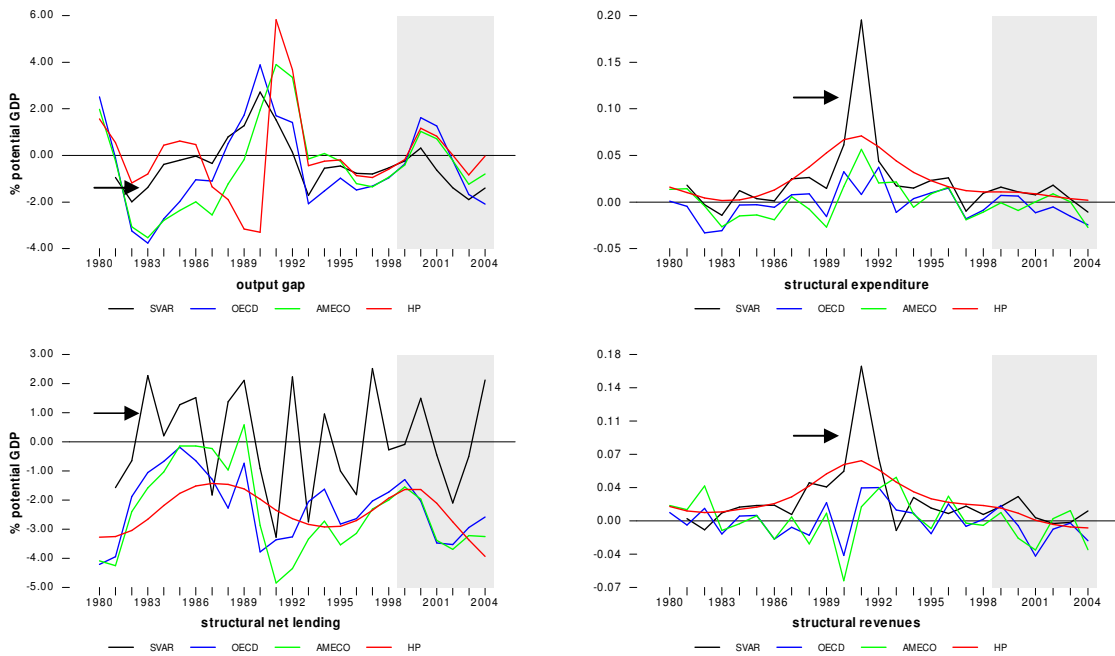 % potential GDP
6.00
4.00
2.00
0.00
-2.00
-4.00
1980 1983 1986 1989 1992 1995 1998 2001 2004
output gap
SVAR OECD AMECO HP
0.20
0.15
0.10
0.05
0.00
-0.05
1980 1983 1986 1989 1992 1995 1998 2001 2004
structural expenditure
SVAR OECD AMECO HP
% potential GDP
3.00
2.00
1.00
0.00
-1.00
-2.00
-3.00
-4.00
-5.00
1980 1983 1986 1989 1992 1995 1998 2001 2004
structural net lending
SVAR OECD AMECO HP
0.18
0.14
0.11
0.07
0.04
0.00
-0.04
-0.07
1980 1983 1986 1989 1992 1995 1998 2001 2004
structural revenues
SVAR OECD AMECO HP